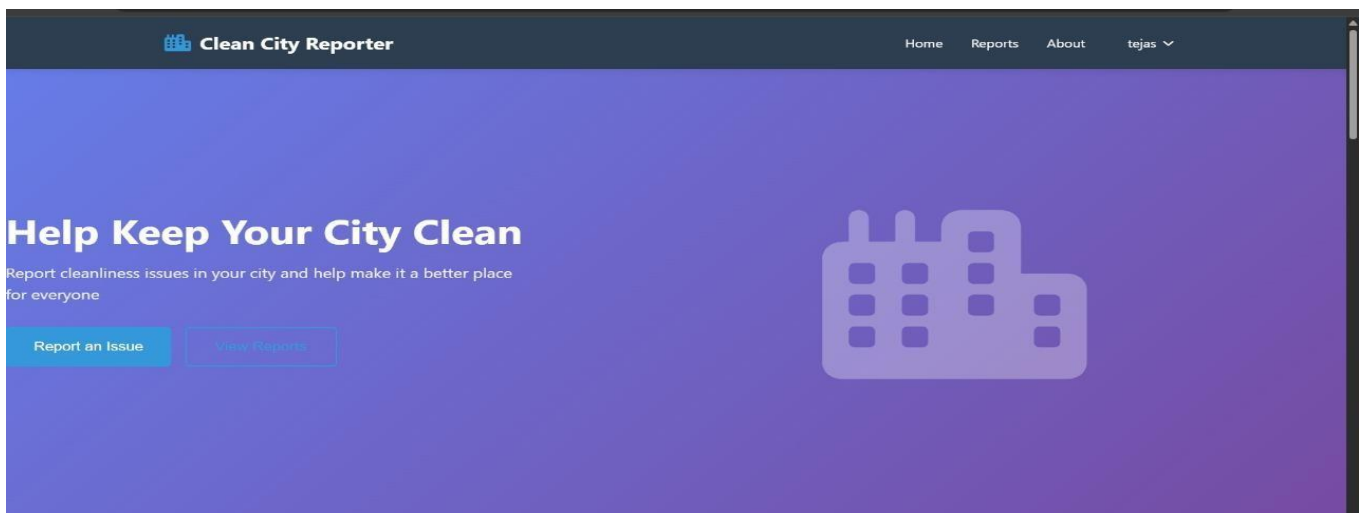 Clean City Reporter
Home Reports About tejas
Help Keep Your City Clean
Report cleanliness issues in your city and help make it a better place
for everyone
Report an Issue View Reports